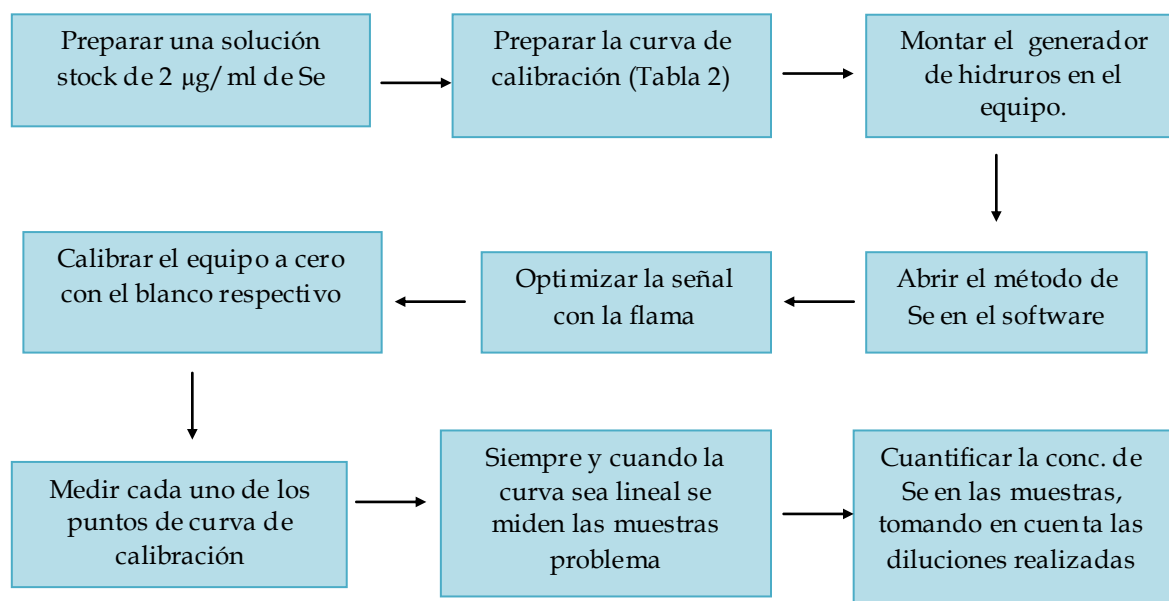 Preparar una solución
stock de 2 µg/ml de Se
Preparar la curva de
calibración (Tabla 2)
Montar el generador
de hidruros en el
equipo.
Abrir el método de
Se en el software
Optimizar la señal
con la flama
Calibrar el equipo a cero
con el blanco respectivo
Medir cada uno de los
puntos de curva de
calibración
Siempre y cuando la
curva sea lineal se
miden las muestras
problema
Cuantificar la conc. de
Se en las muestras,
tomando en cuenta las
diluciones realizadas